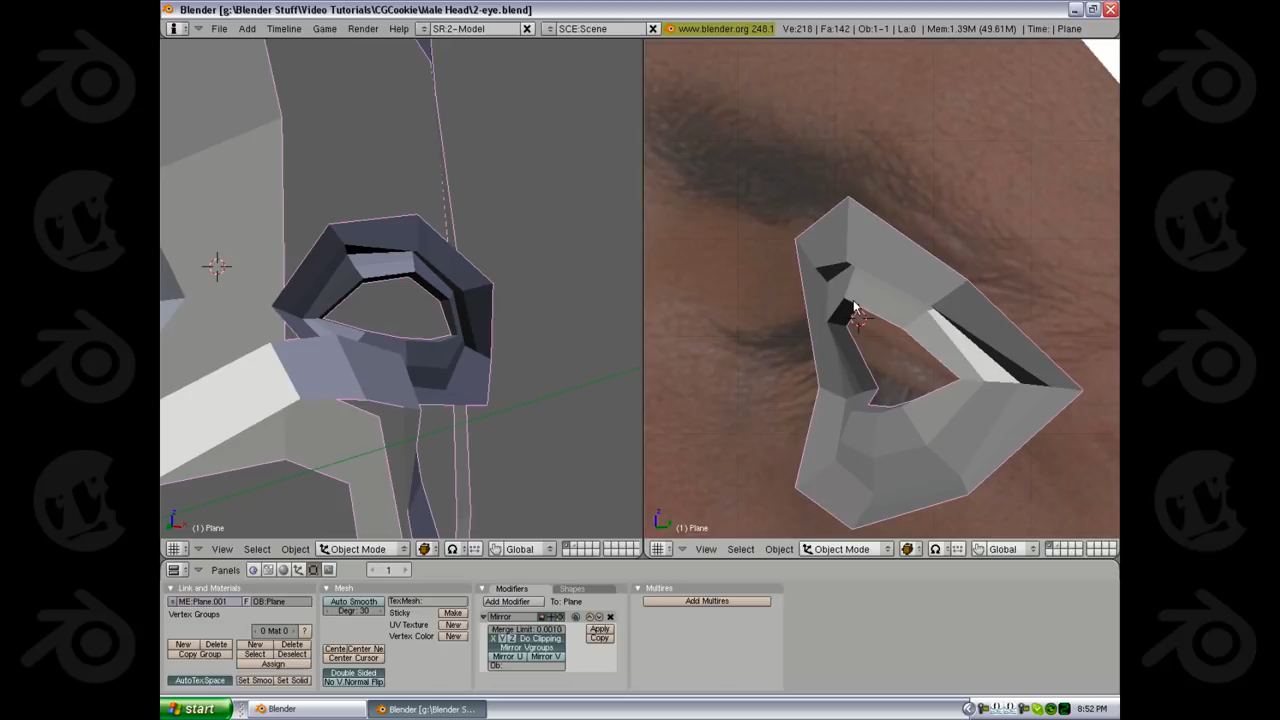 Blender [g:\Blender Stuff\Video Tutorials\CGCookie\Male Head\2-eye.blend]
File Add Timeline Game Render Help SR:2-Model SCE:Scene www.blender.org 248.1 Ve:218 | Fa:142 | Ob:1-1 | La:0 | Mem:1.39M (49.61M) | Time: | Plane
(1) Plane
(1) Plane
View Select Object Object Mode Global
View Select Object Object Mode Global
Panels 1
Link and Materials
ME:Plane.001 F OB:Plane
Vertex Groups
0 Mat 0 ?
New Delete New Delete
Copy Group Select Deselect
Assign
AutoTexSpace Set Smoo Set Solid
Mesh
Auto Smooth TexMesh:
Degr: 30 Sticky Make
UV Texture New
Vertex Color New
Cente Center Ne
Center Cursor
Double Sided
No V.Normal Flip
Modifiers Shapes
Add Modifier To: Plane
Mirror
Merge Limit: 0.0010 Apply
X Y Z Do Clipping Copy
Mirror Vgroups
Mirror U Mirror V
Ob:
Multires
Add Multires
start Blender Blender [g:\Blender S... 8:52 PM